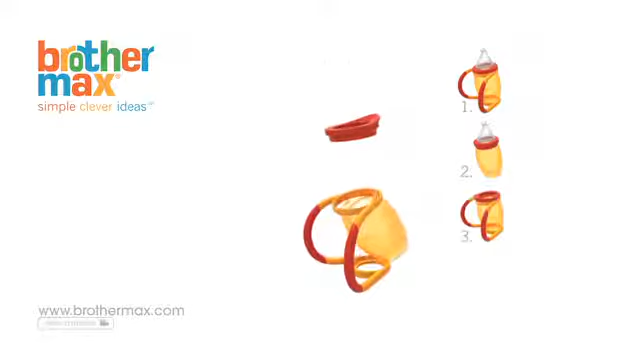 brother
max®
simple clever ideas
1.
2.
3.
www.brothermax.com